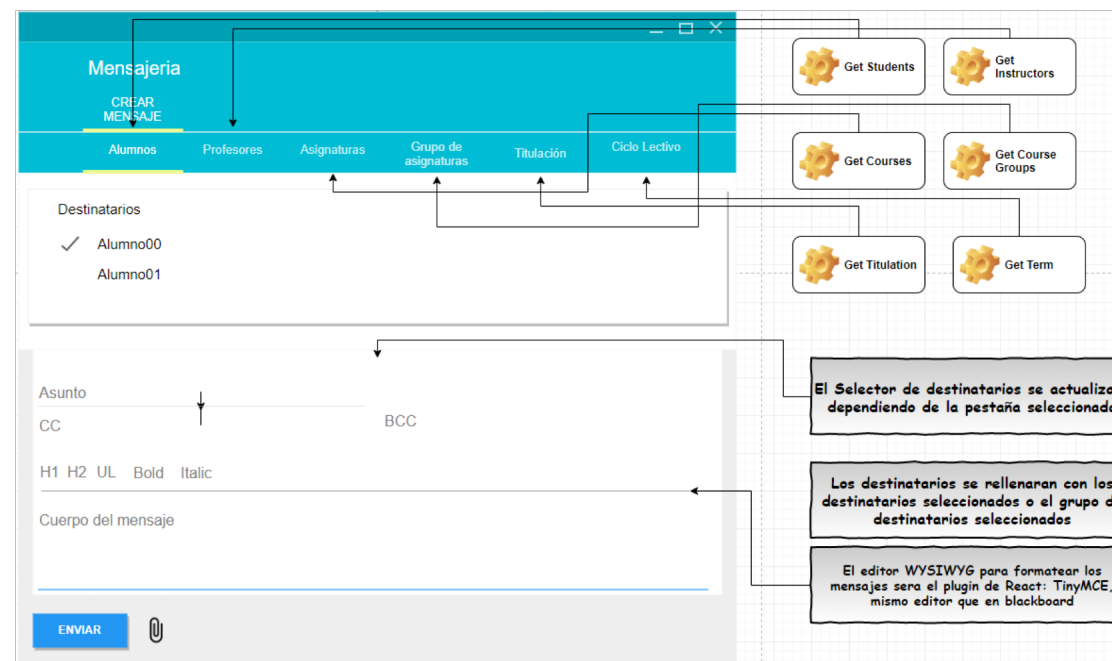 Mensajeria
CREAR
MENSAJE
Alumnos
Profesores
Asignaturas
Grupo de
asignaturas
Titulación
Ciclo Lectivo
Destinatarios
Alumno00
Alumno01
Asunto
CC
BCC
H1 H2 UL Bold Italic
Cuerpo del mensaje
ENVIAR
Get Students
Get
Instructors
Get Courses
Get Course
Groups
Get Titulation
Get Term
El Selector de destinatarios se actualiza
dependiendo de la pestaña seleccionada
Los destinatarios se rellenaran con los
destinatarios seleccionados o el grupo d
destinatarios seleccionados
El editor WYSIWYG para formatear los
mensajes sera el plugin de React: TinyMCE,
mismo editor que en blackboard